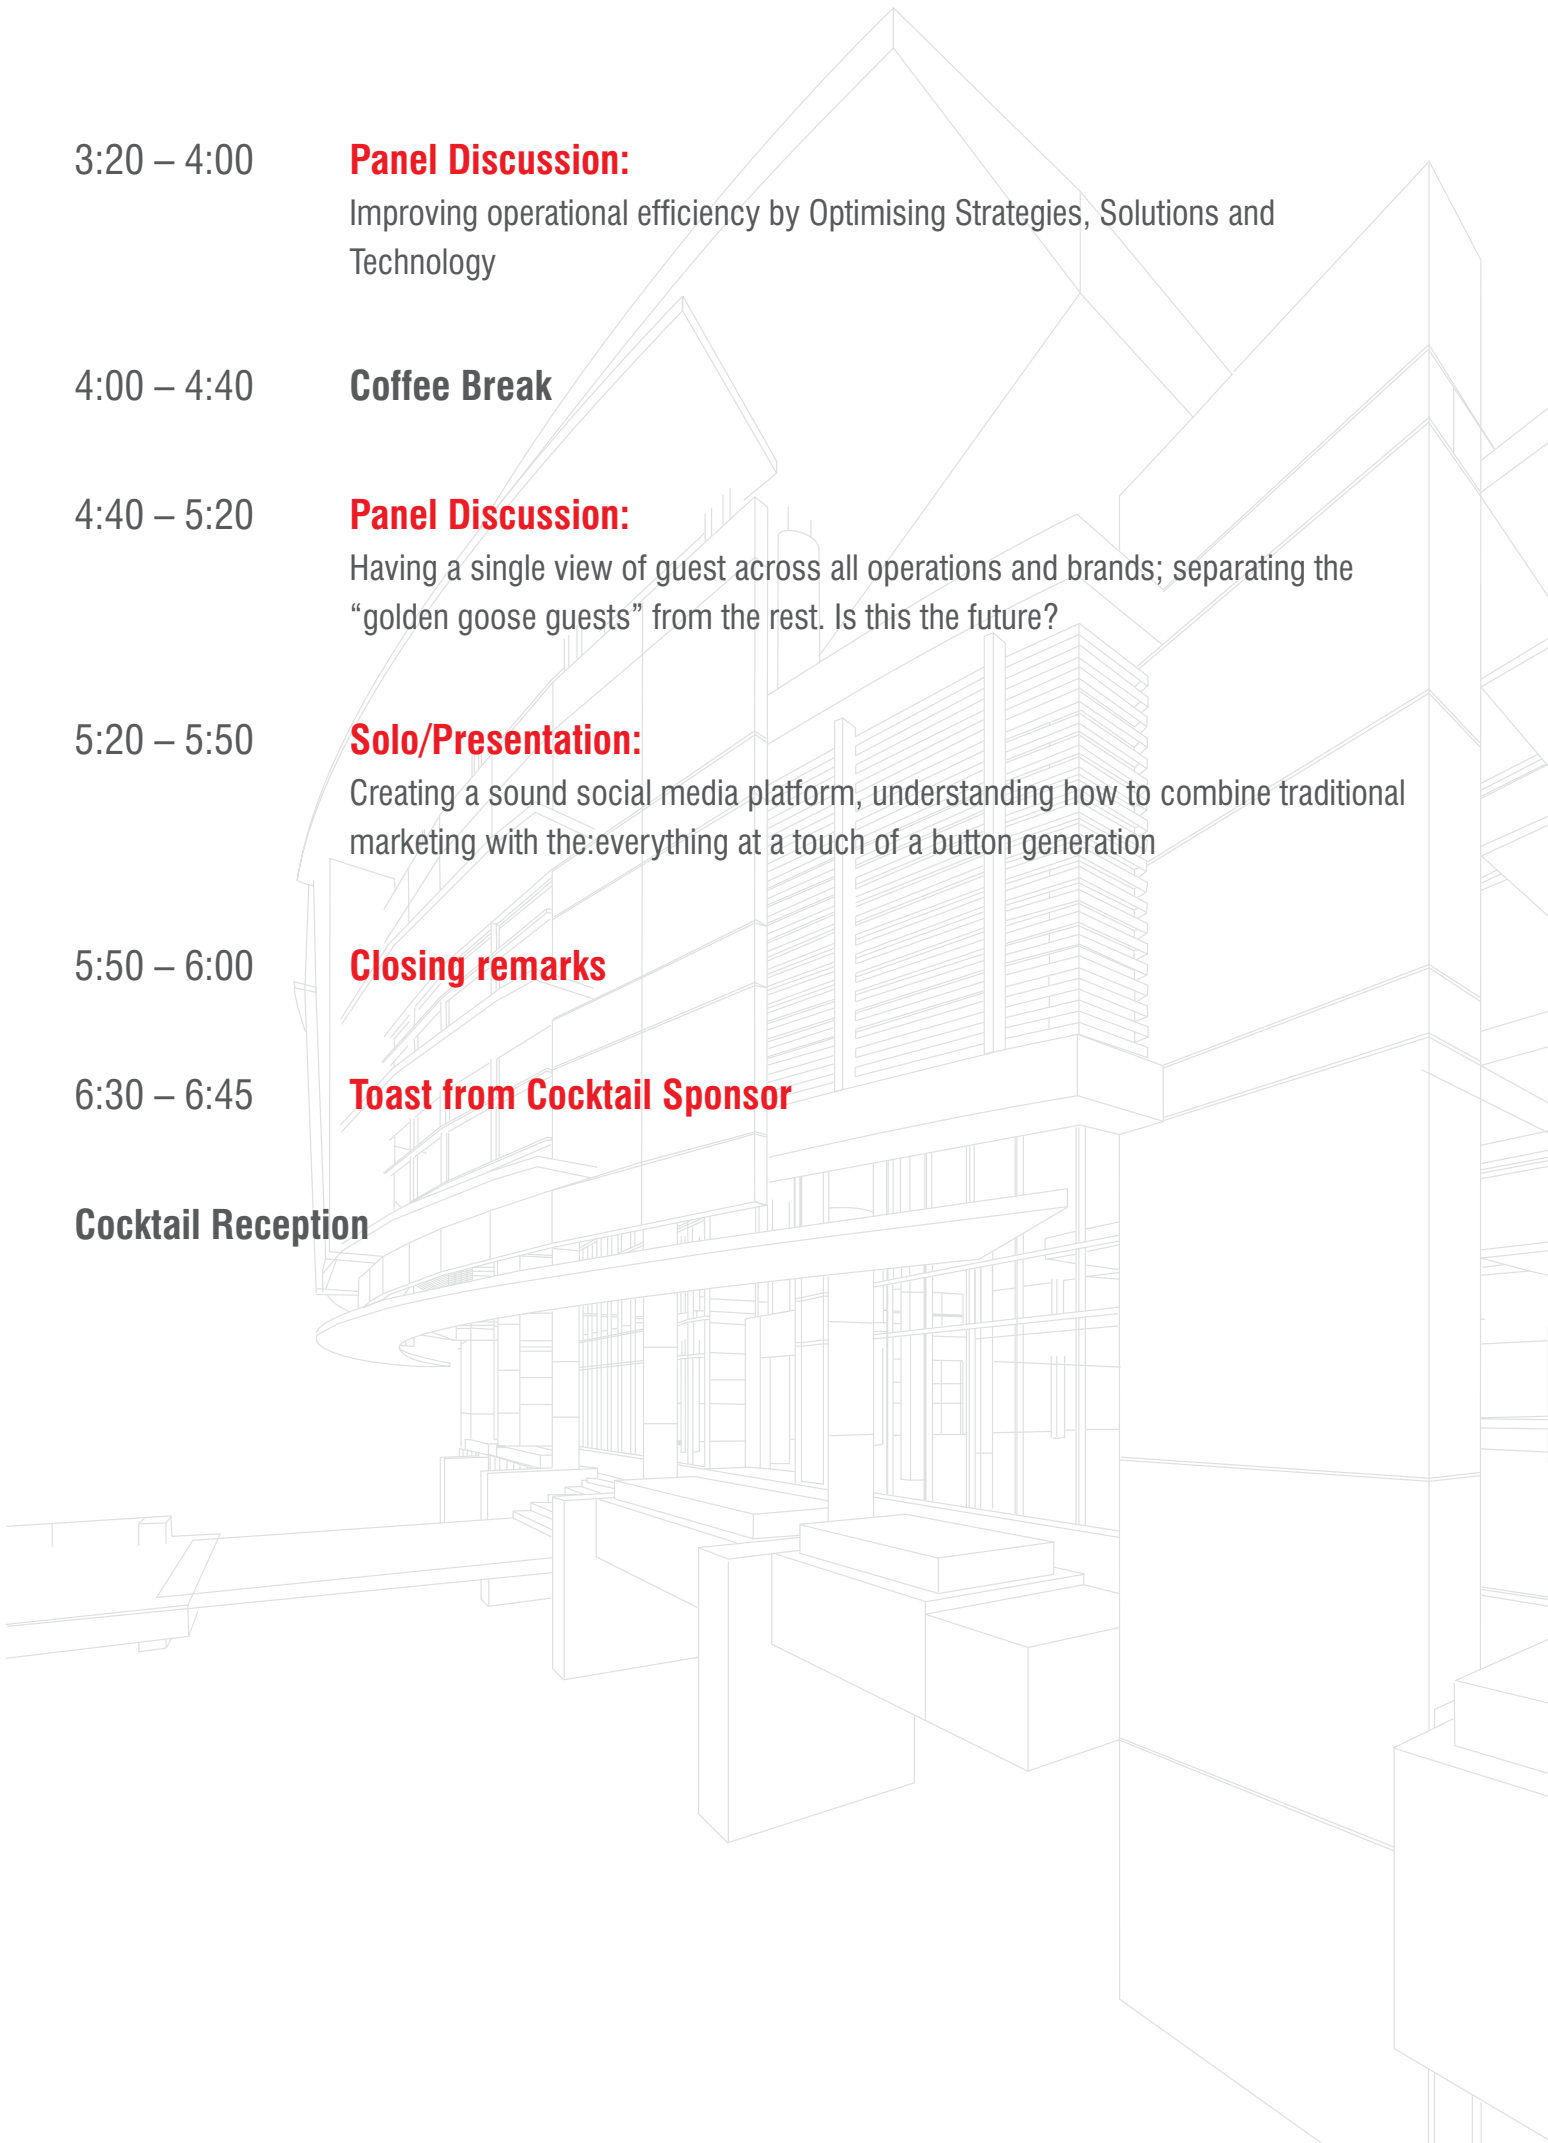 3:20 – 4:00 Panel Discussion:
Improving operational efficiency by Optimising Strategies, Solutions and
Technology
4:00 – 4:40 Coffee Break
4:40 – 5:20 Panel Discussion:
Having a single view of guest across all operations and brands; separating the
“golden goose guests” from the rest. Is this the future?
5:20 – 5:50 Solo/Presentation:
Creating a sound social media platform, understanding how to combine traditional
marketing with the:everything at a touch of a button generation
5:50 – 6:00 Closing remarks
6:30 – 6:45 Toast from Cocktail Sponsor
Cocktail Reception